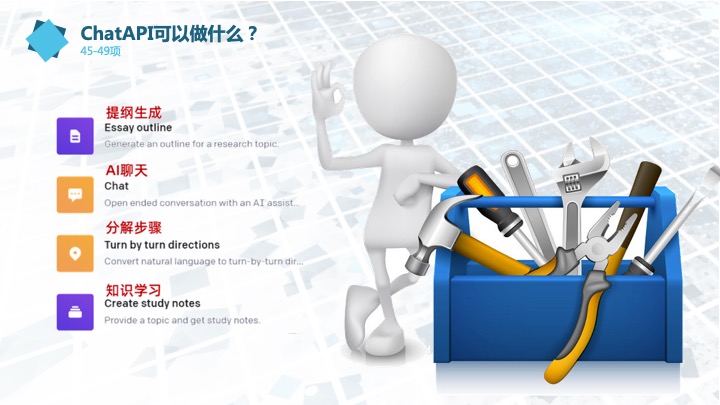 ChatAPI可以做什么？
45-49项
提纲生成
Essay outline
Generate an outline for a research topic.
AI聊天
Chat
Open ended conversation with an AI assist...
分解步骤
Turn by turn directions
Convert natural language to turn-by-turn dir...
知识学习
Create study notes
Provide a topic and get study notes.